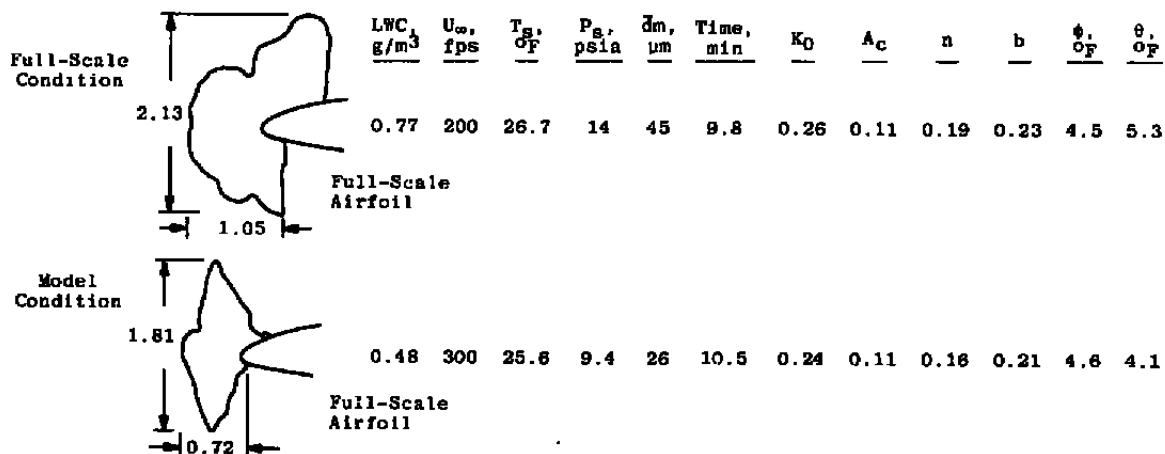 LWC, U∞, Ts, Ps, d̄m, Time, K0 Ac n b ϕ, θ,
g/m³ fps °F psia μm min °F °F
Full-Scale
Condition
2.13
0.77 200 26.7 14 45 9.8 0.26 0.11 0.19 0.23 4.5 5.3
Full-Scale
Airfoil
1.05
Model
Condition
1.81
0.48 300 25.6 9.4 26 10.5 0.24 0.11 0.16 0.21 4.6 4.1
Full-Scale
Airfoil
0.72